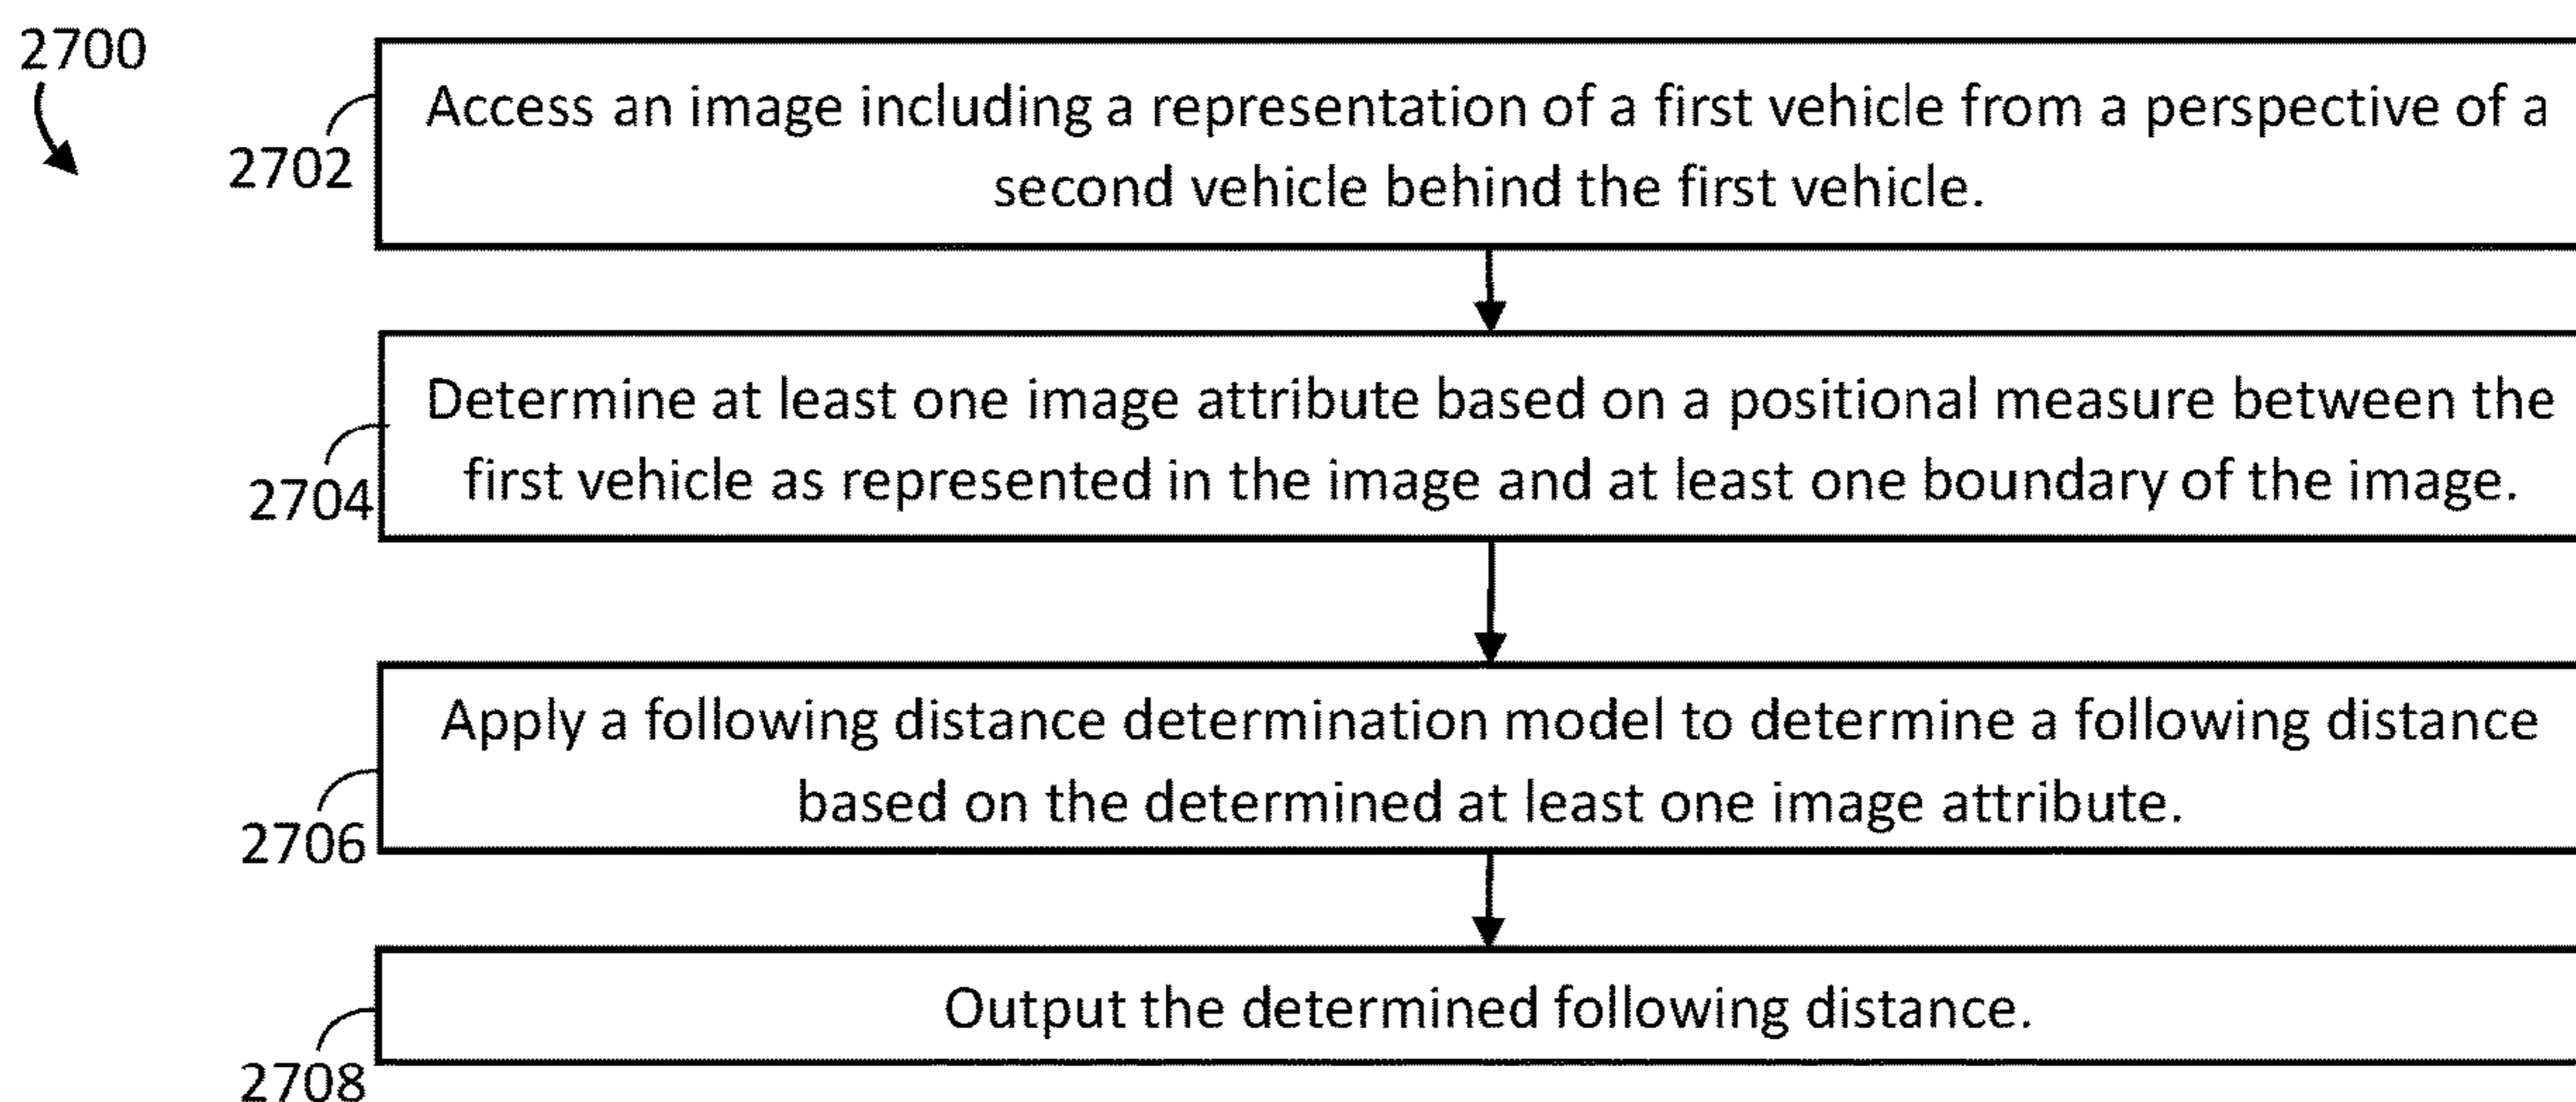 2700
2702
Access an image including a representation of a first vehicle from a perspective of a
second vehicle behind the first vehicle.
2704
Determine at least one image attribute based on a positional measure between the
first vehicle as represented in the image and at least one boundary of the image.
2706
Apply a following distance determination model to determine a following distance
based on the determined at least one image attribute.
2708
Output the determined following distance.